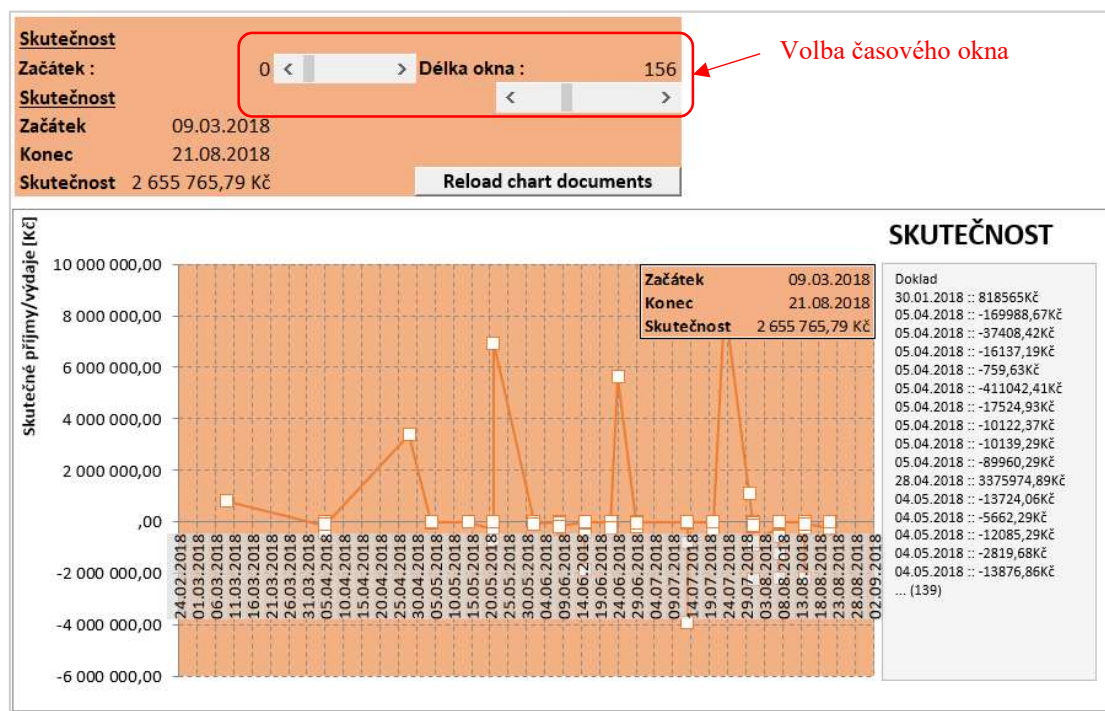 Skutečnost
Začátek : 0 < > Délka okna : 156
Skutečnost < >
Začátek 09.03.2018
Konec 21.08.2018
Skutečnost 2 655 765,79 Kč
Reload chart documents
Volba časového okna
SKUTEČNOST
Skutečné příjmy/výdaje [Kč]
10 000 000,00
8 000 000,00
6 000 000,00
4 000 000,00
2 000 000,00
,00
-2 000 000,00
-4 000 000,00
-6 000 000,00
24.02.2018
01.03.2018
06.03.2018
11.03.2018
16.03.2018
21.03.2018
26.03.2018
31.03.2018
05.04.2018
10.04.2018
15.04.2018
20.04.2018
25.04.2018
30.04.2018
05.05.2018
10.05.2018
15.05.2018
20.05.2018
25.05.2018
30.05.2018
04.06.2018
09.06.2018
14.06.2018
19.06.2018
24.06.2018
29.06.2018
04.07.2018
09.07.2018
14.07.2018
19.07.2018
24.07.2018
29.07.2018
03.08.2018
08.08.2018
13.08.2018
18.08.2018
23.08.2018
28.08.2018
02.09.2018
Začátek 09.03.2018
Konec 21.08.2018
Skutečnost 2 655 765,79 Kč
Doklad
30.01.2018 :: 818565Kč
05.04.2018 :: -169988,67Kč
05.04.2018 :: -37408,42Kč
05.04.2018 :: -16137,19Kč
05.04.2018 :: -759,63Kč
05.04.2018 :: -411042,41Kč
05.04.2018 :: -17524,93Kč
05.04.2018 :: -10122,37Kč
05.04.2018 :: -10139,29Kč
05.04.2018 :: -89960,29Kč
28.04.2018 :: 3375974,89Kč
04.05.2018 :: -13724,06Kč
04.05.2018 :: -5662,29Kč
04.05.2018 :: -12085,29Kč
04.05.2018 :: -2819,68Kč
04.05.2018 :: -13876,86Kč
... (139)